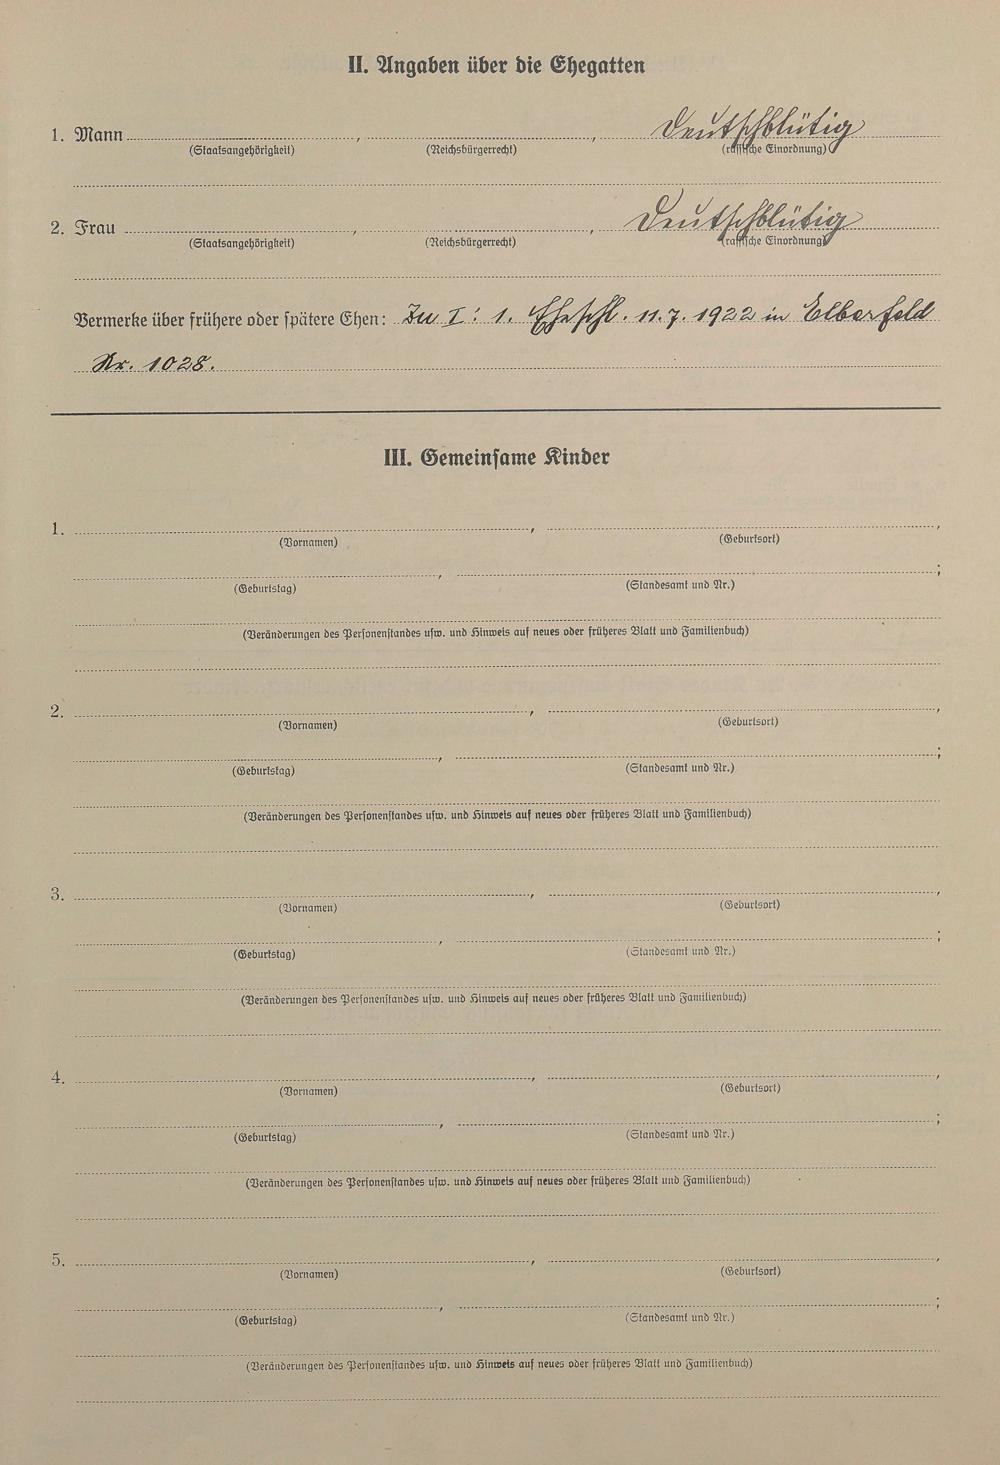 II. Angaben über die Ehegatten
1. Mann , , Deutschblütig
(Staatsangehörigkeit) (Reichsbürgerrecht) (rassische Einordnung)
2. Frau , , Deutschblütig
(Staatsangehörigkeit) (Reichsbürgerrecht) (rassische Einordnung)
Vermerke über frühere oder spätere Ehen: Zu I: 1. Eheschl. 11.7.1922 in Elberfeld
Nr. 1028.
III. Gemeinsame Kinder
1. , ,
(Vornamen) (Geburtsort)
, ;
(Geburtstag) (Standesamt und Nr.)
(Veränderungen des Personenstandes usw. und Hinweis auf neues oder früheres Blatt und Familienbuch)
2. , ,
(Vornamen) (Geburtsort)
, ;
(Geburtstag) (Standesamt und Nr.)
(Veränderungen des Personenstandes usw. und Hinweis auf neues oder früheres Blatt und Familienbuch)
3. , ,
(Vornamen) (Geburtsort)
, ;
(Geburtstag) (Standesamt und Nr.)
(Veränderungen des Personenstandes usw. und Hinweis auf neues oder früheres Blatt und Familienbuch)
4. , ,
(Vornamen) (Geburtsort)
, ;
(Geburtstag) (Standesamt und Nr.)
(Veränderungen des Personenstandes usw. und Hinweis auf neues oder früheres Blatt und Familienbuch)
5. , ,
(Vornamen) (Geburtsort)
, ;
(Geburtstag) (Standesamt und Nr.)
(Veränderungen des Personenstandes usw. und Hinweis auf neues oder früheres Blatt und Familienbuch)